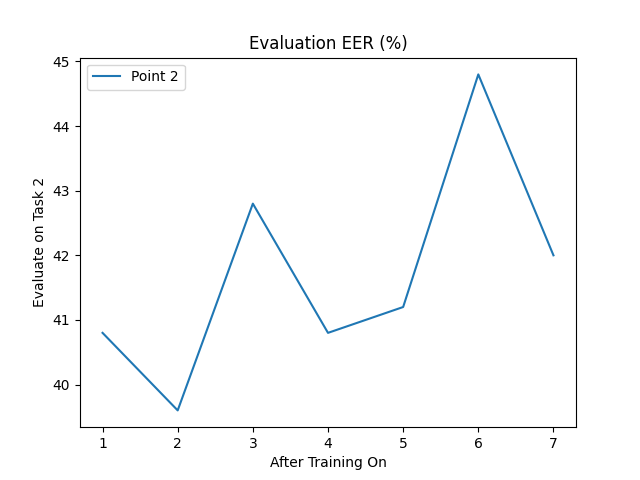 Evaluation EER (%)
Point 2
45
44
43
42
41
40
Evaluate on Task 2
1 2 3 4 5 6 7
After Training On